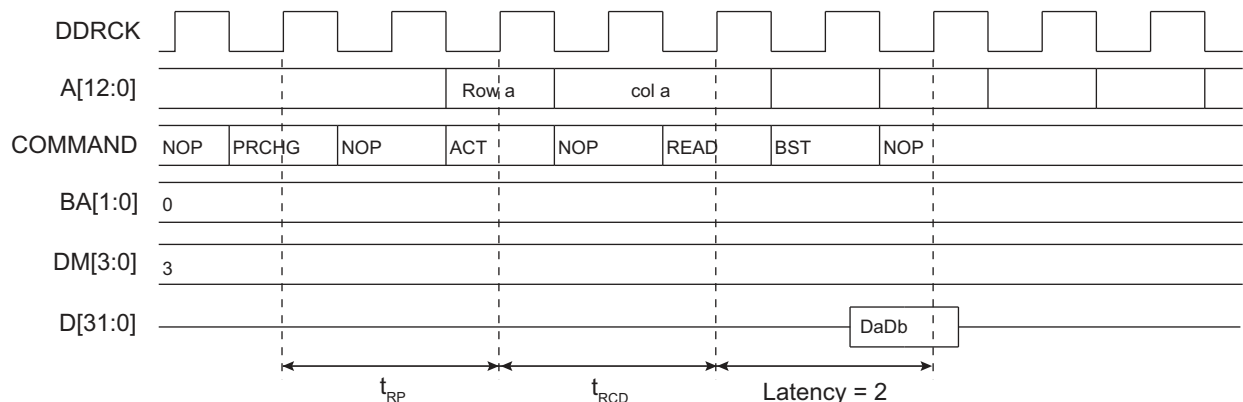 DDRCK
A[12:0] Row a col a
COMMAND NOP PRCHG NOP ACT NOP READ BST NOP
BA[1:0] 0
DM[3:0] 3
D[31:0] DaDb
tRP tRCD Latency = 2